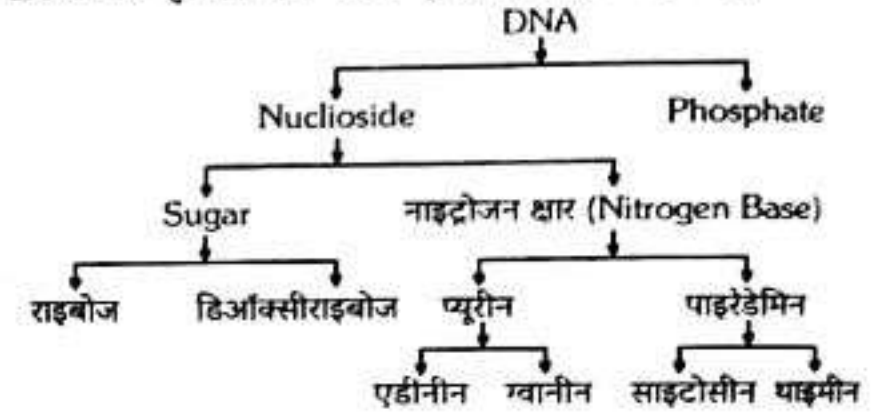 DNA
Nuclioside Phosphate
Sugar नाइट्रोजन क्षार (Nitrogen Base)
राइबोज डिऑक्सीराइबोज प्यूरीन पाइरेडेमिन
एडीनीन ग्वानीन साइटोसीन थाइमीन